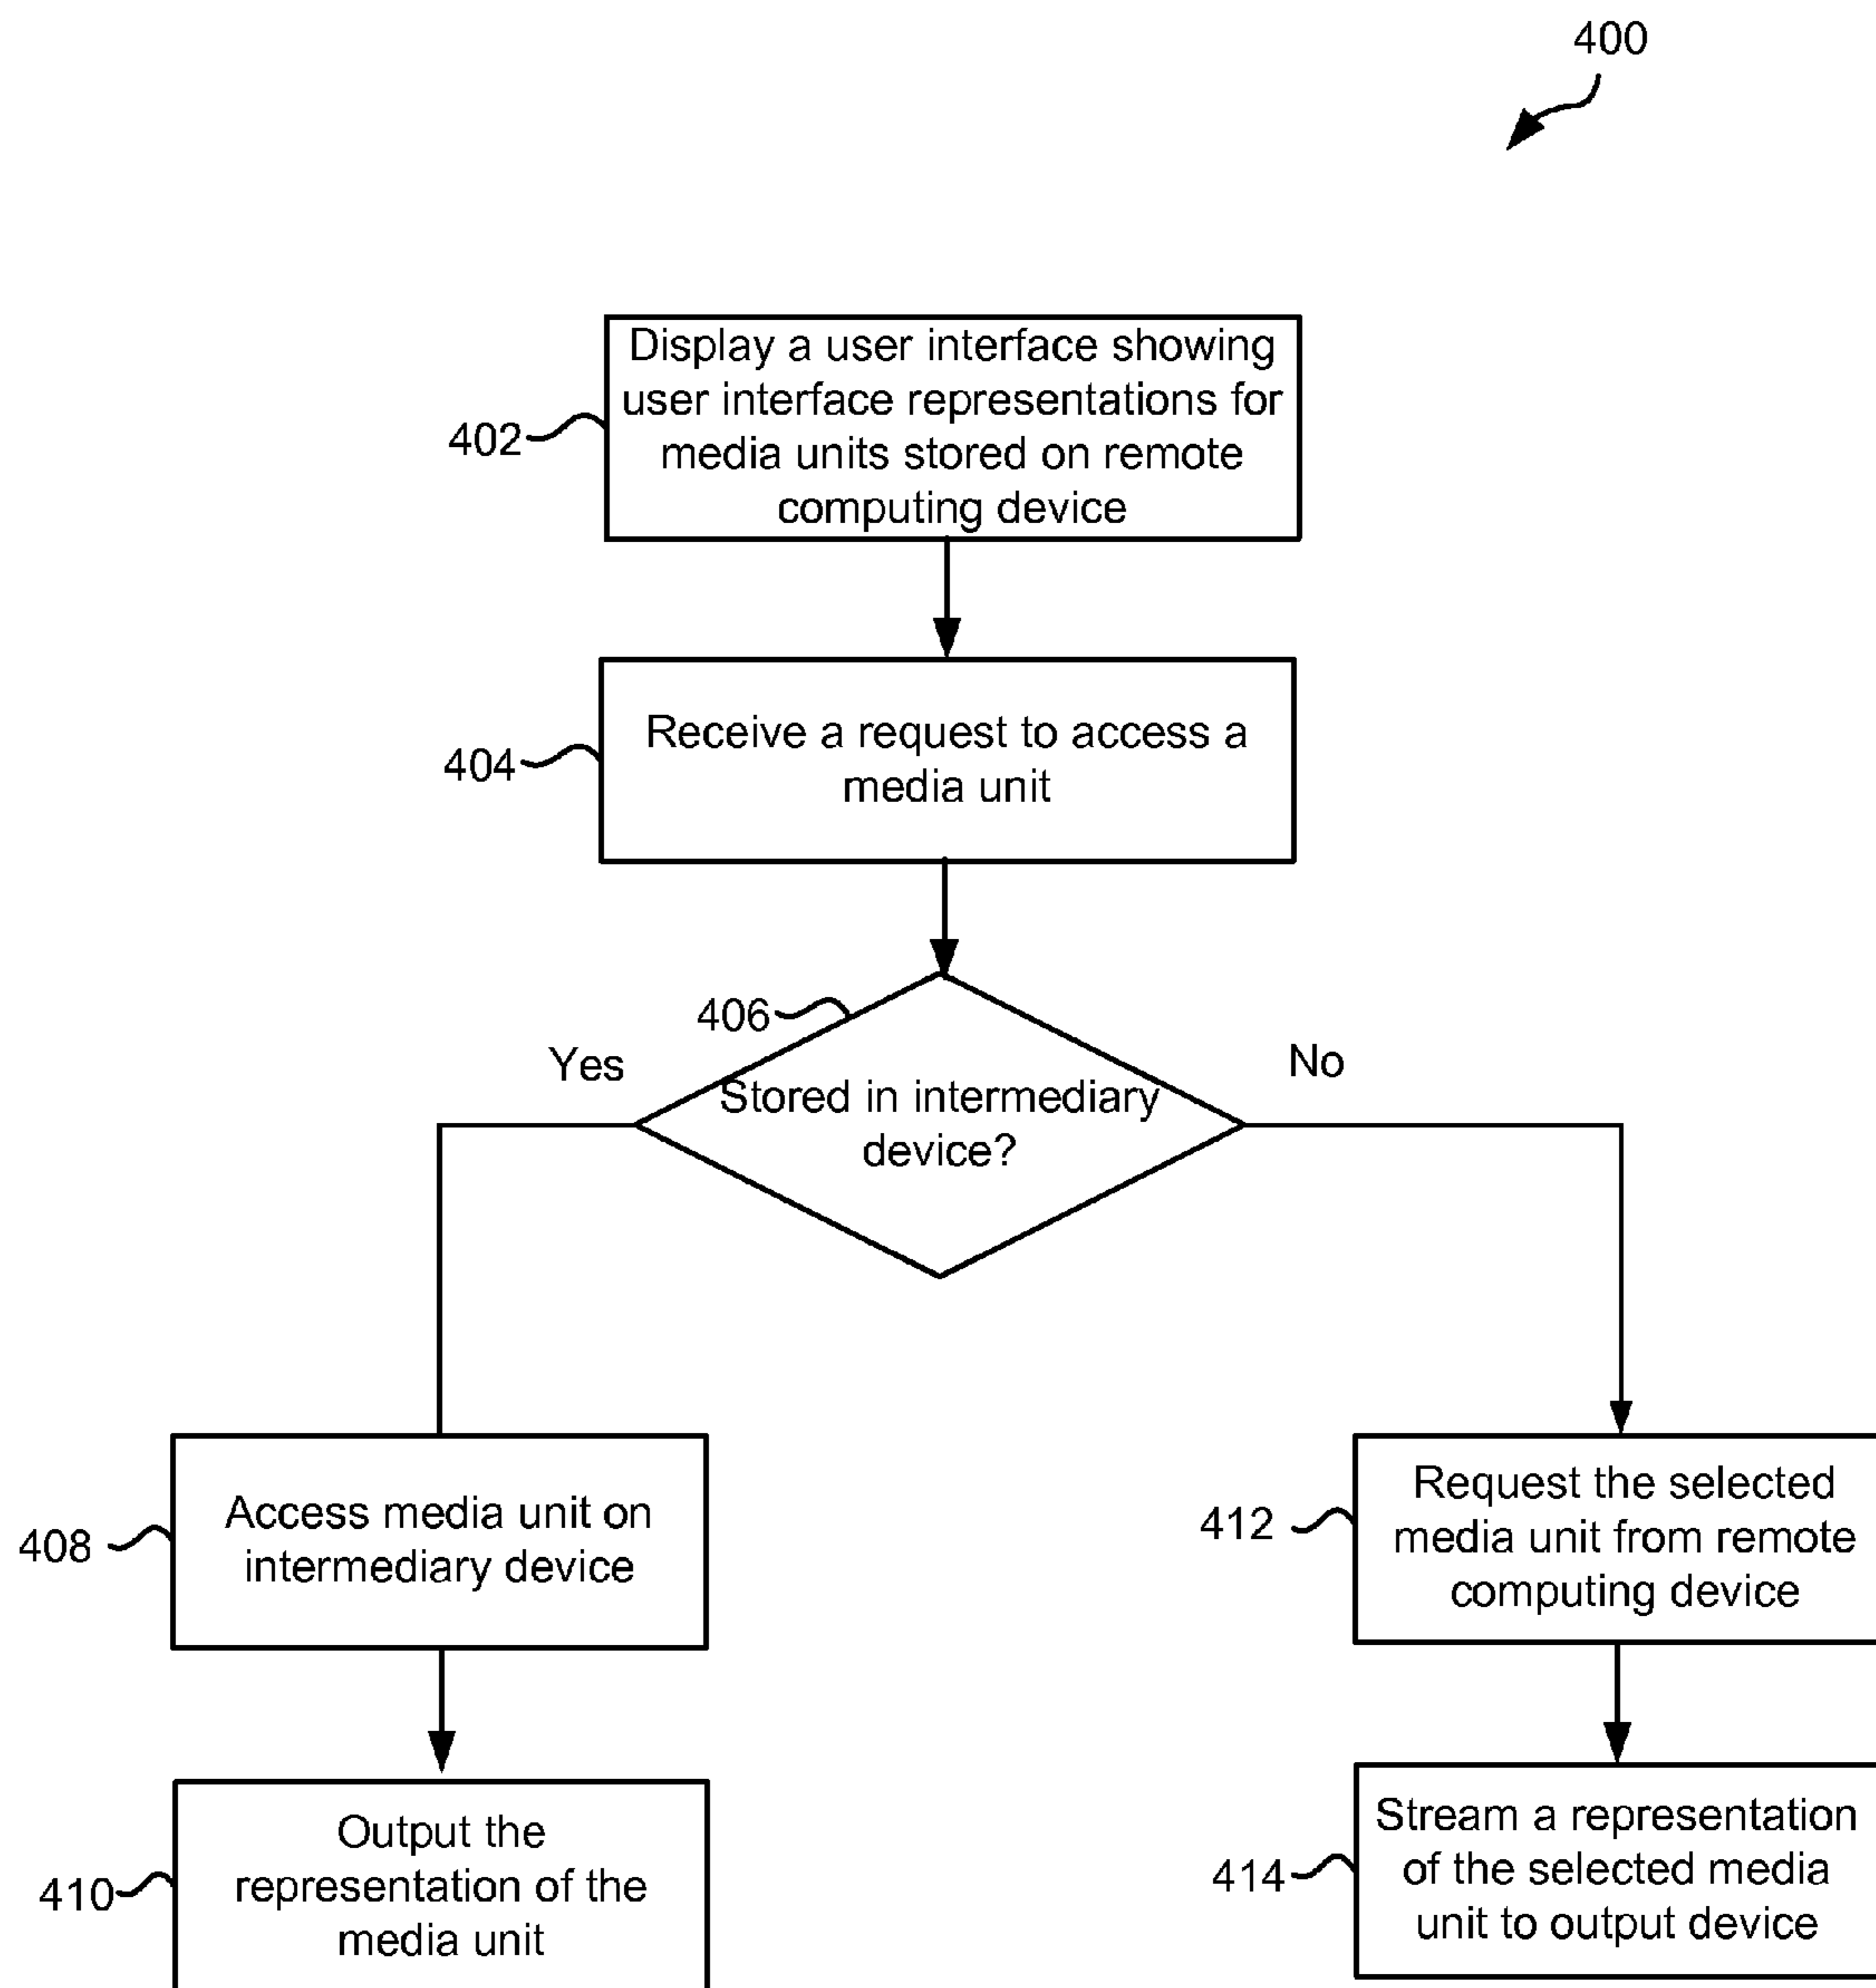 400
Display a user interface showing
user interface representations for
media units stored on remote
computing device
402
Receive a request to access a
media unit
404
406
Yes
No
Stored in intermediary
device?
Access media unit on
intermediary device
408
Request the selected
media unit from remote
computing device
412
Output the
representation of the
media unit
410
Stream a representation
of the selected media
unit to output device
414